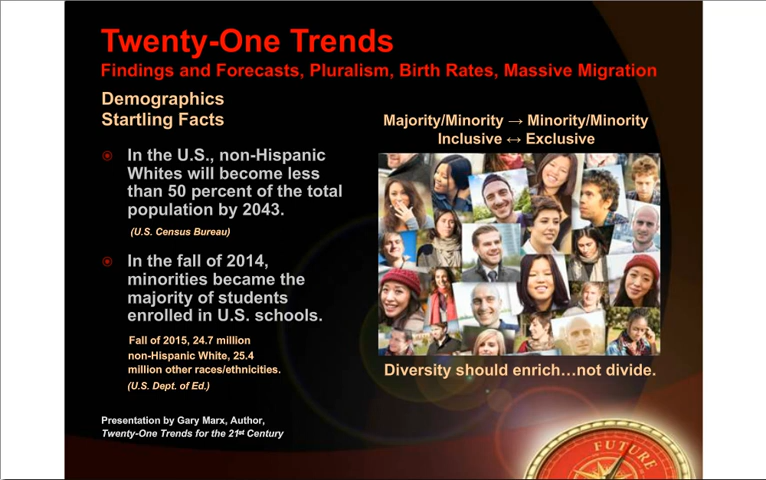 Twenty-One Trends
Findings and Forecasts, Pluralism, Birth Rates, Massive Migration
Demographics
Startling Facts
In the U.S., non-Hispanic
Whites will become less
than 50 percent of the total
population by 2043.
(U.S. Census Bureau)
In the fall of 2014,
minorities became the
majority of students
enrolled in U.S. schools.
Fall of 2015, 24.7 million
non-Hispanic White, 25.4
million other races/ethnicities.
(U.S. Dept. of Ed.)
Presentation by Gary Marx, Author,
Twenty-One Trends for the 21st Century
Majority/Minority → Minority/Minority
Inclusive ↔ Exclusive
Diversity should enrich…not divide.
FUTURE